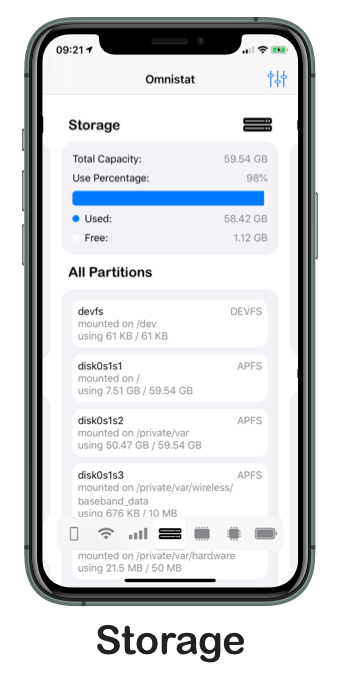 09:21
Omnistat
Storage
Total Capacity: 59.54 GB
Use Percentage: 98%
Used: 58.42 GB
Free: 1.12 GB
All Partitions
devfs DEVFS
mounted on /dev
using 61 KB / 61 KB
disk0s1s1 APFS
mounted on /
using 7.51 GB / 59.54 GB
disk0s1s2 APFS
mounted on /private/var
using 50.47 GB / 59.54 GB
disk0s1s3 APFS
mounted on /private/var/wireless/
baseband_data
using 676 KB / 10 MB
mounted on /private/var/hardware
using 21.5 MB / 50 MB
Storage